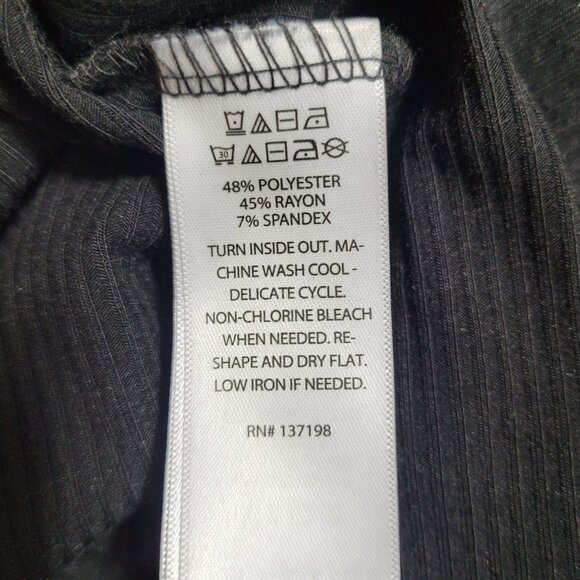 30
48% POLYESTER
45% RAYON
7% SPANDEX
TURN INSIDE OUT. MA-
CHINE WASH COOL -
DELICATE CYCLE.
NON-CHLORINE BLEACH
WHEN NEEDED. RE-
SHAPE AND DRY FLAT.
LOW IRON IF NEEDED.
RN# 137198